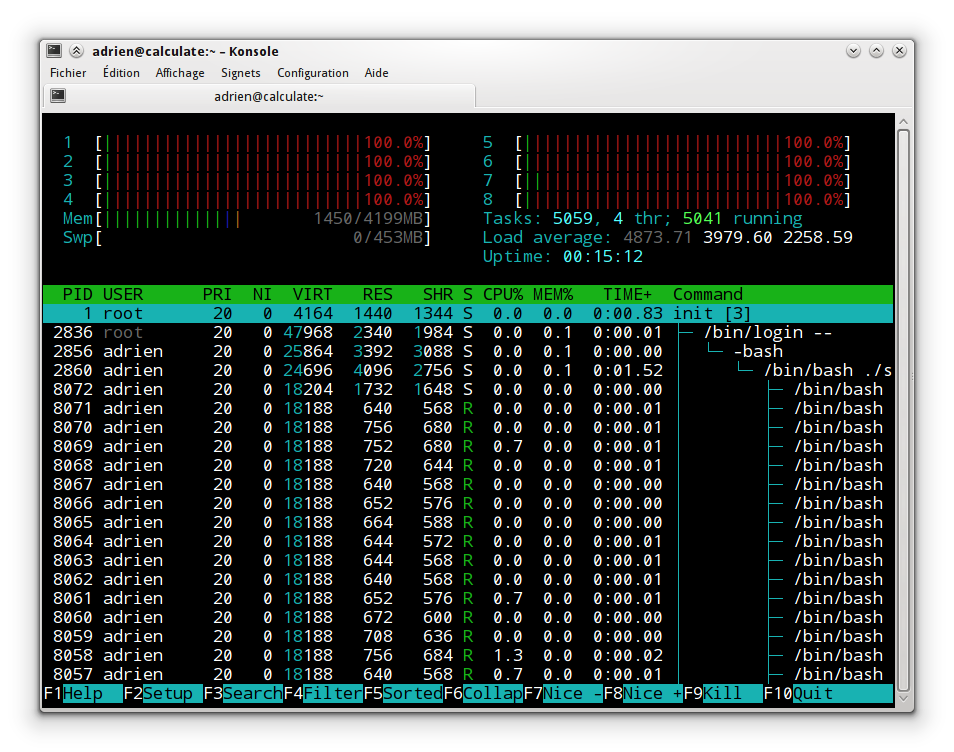 adrien@calculate:~ – Konsole
Fichier Édition Affichage Signets Configuration Aide
adrien@calculate:~
1 [||||||||||||||||||||||||||100.0%] 5 [||||||||||||||||||||||||||100.0%]
2 [||||||||||||||||||||||||||100.0%] 6 [||||||||||||||||||||||||||100.0%]
3 [||||||||||||||||||||||||||100.0%] 7 [||||||||||||||||||||||||||100.0%]
4 [||||||||||||||||||||||||||100.0%] 8 [||||||||||||||||||||||||||100.0%]
Mem[|||||||||||||| 1450/4199MB] Tasks: 5059, 4 thr; 5041 running
Swp[ 0/453MB] Load average: 4873.71 3979.60 2258.59
Uptime: 00:15:12
PID USER PRI NI VIRT RES SHR S CPU% MEM% TIME+ Command
1 root 20 0 4164 1440 1344 S 0.0 0.0 0:00.83 init [3]
2836 root 20 0 47968 2340 1984 S 0.0 0.1 0:00.01 ├─ /bin/login --
2856 adrien 20 0 25864 3392 3088 S 0.0 0.1 0:00.00 │ └─ -bash
2860 adrien 20 0 24696 4096 2756 S 0.0 0.1 0:01.52 │ └─ /bin/bash ./s
8072 adrien 20 0 18204 1732 1648 S 0.0 0.0 0:00.01 │ ├─ /bin/bash
8071 adrien 20 0 18188 640 568 R 0.0 0.0 0:00.01 │ ├─ /bin/bash
8070 adrien 20 0 18188 756 680 R 0.0 0.0 0:00.01 │ ├─ /bin/bash
8069 adrien 20 0 18188 752 680 R 0.7 0.0 0:00.01 │ ├─ /bin/bash
8068 adrien 20 0 18188 720 644 R 0.0 0.0 0:00.01 │ ├─ /bin/bash
8067 adrien 20 0 18188 640 568 R 0.0 0.0 0:00.00 │ ├─ /bin/bash
8066 adrien 20 0 18188 652 576 R 0.0 0.0 0:00.00 │ ├─ /bin/bash
8065 adrien 20 0 18188 664 588 R 0.0 0.0 0:00.00 │ ├─ /bin/bash
8064 adrien 20 0 18188 644 572 R 0.0 0.0 0:00.01 │ ├─ /bin/bash
8063 adrien 20 0 18188 644 568 R 0.0 0.0 0:00.01 │ ├─ /bin/bash
8062 adrien 20 0 18188 640 568 R 0.0 0.0 0:00.00 │ ├─ /bin/bash
8061 adrien 20 0 18188 652 576 R 0.7 0.0 0:00.01 │ ├─ /bin/bash
8060 adrien 20 0 18188 672 600 R 0.0 0.0 0:00.00 │ ├─ /bin/bash
8059 adrien 20 0 18188 708 636 R 0.0 0.0 0:00.00 │ ├─ /bin/bash
8058 adrien 20 0 18188 756 684 R 1.3 0.0 0:00.02 │ ├─ /bin/bash
8057 adrien 20 0 18188 640 568 R 0.7 0.0 0:00.01 │ ├─ /bin/bash
F1Help F2Setup F3SearchF4FilterF5SortedF6CollapF7Nice -F8Nice +F9Kill F10Quit